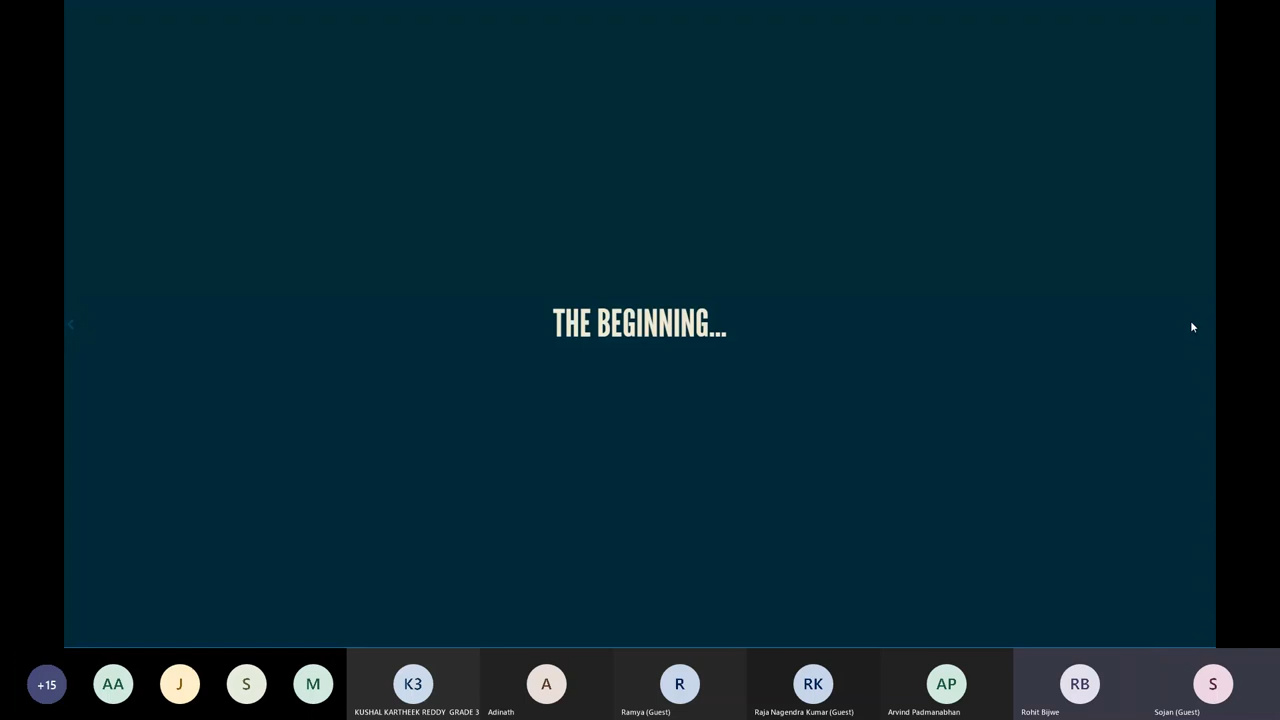 THE BEGINNING...
+15
AA
J
S
M
K3
A
R
RK
AP
RB
S
KUSHAL KARTHEEK REDDY GRADE 3
Adinath
Ramya (Guest)
Raja Nagendra Kumar (Guest)
Arvind Padmanabhan
Rohit Bijwe
Sojan (Guest)